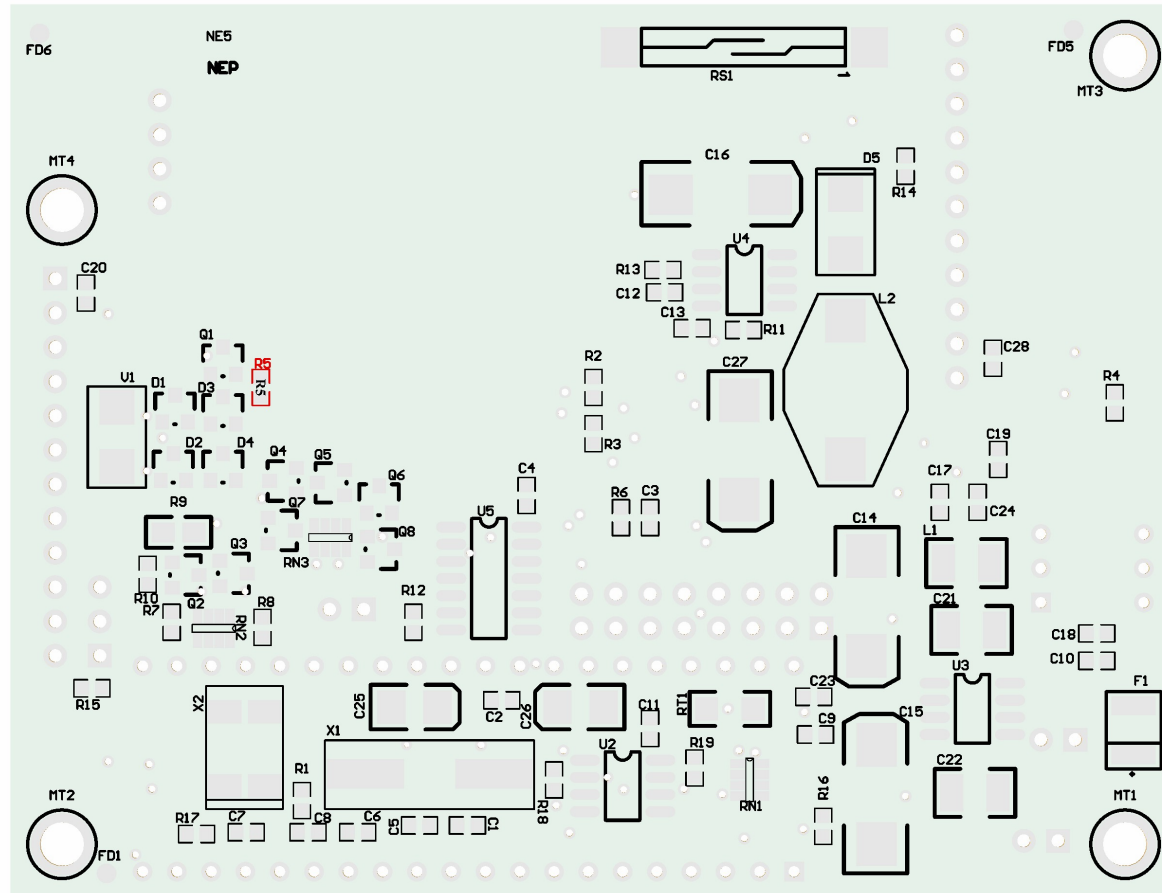 FD6
NE5
NEP
FD5
RS1
1
MT3
MT4
C16
D5
R14
U4
C20
R13
C12
L2
C13
R11
Q1
C28
R5
R5
V1
D1
D3
R2
C27
R4
D2
D4
R3
C19
Q4
Q5
Q6
C4
C17
R9
Q7
R6
C3
C24
U5
C14
Q8
L1
Q3
RN3
R10
Q2
R12
C21
R7
R8
RN2
C18
C10
U3
R15
C23
F1
X2
C25
C2
C26
C11
RT1
C15
X1
C9
U2
R19
C22
R1
MT2
R18
RN1
R16
MT1
R17
C7
C8
C6
C5
C1
FD1